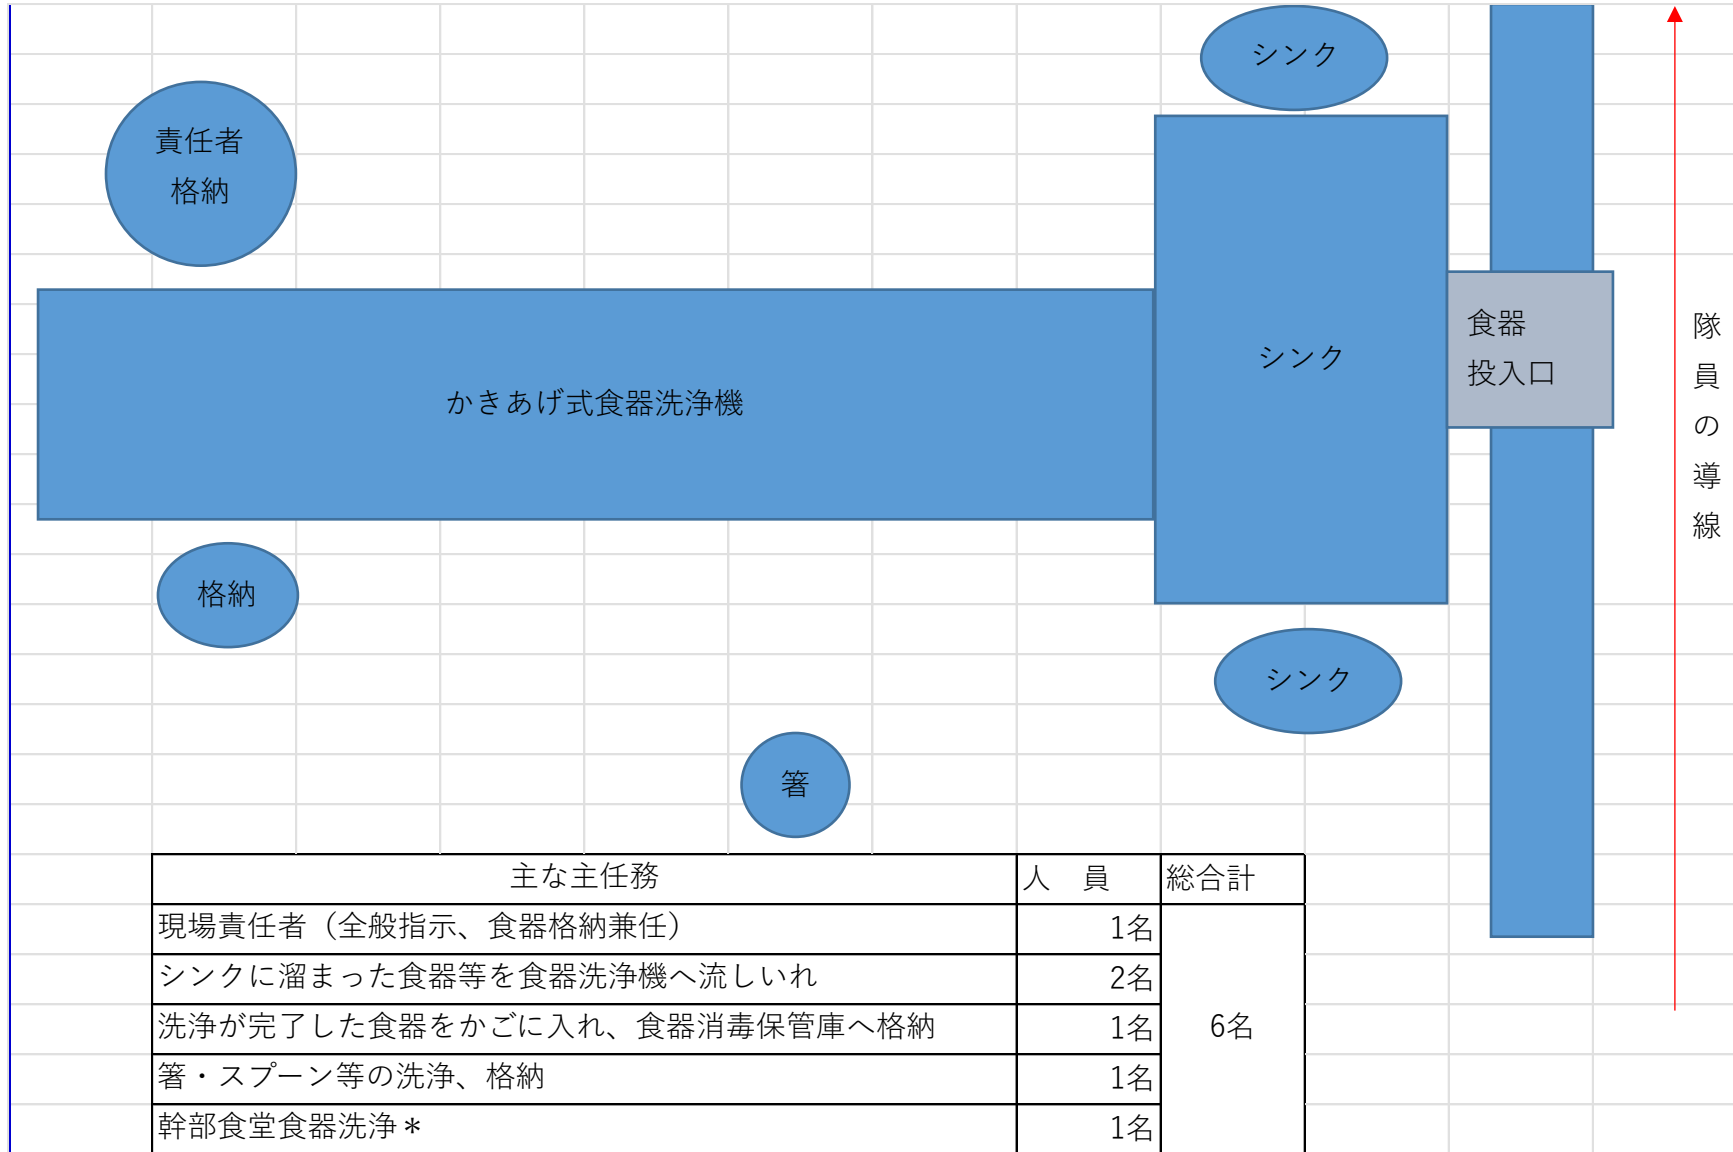 シンク
責任者
格納
食器
投入口
シンク
かきあげ式食器洗浄機
隊員の導線
格納
シンク
箸
主な主任務 人　員 総合計
現場責任者（全般指示、食器格納兼任） 1名
シンクに溜まった食器等を食器洗浄機へ流しいれ 2名
洗浄が完了した食器をかごに入れ、食器消毒保管庫へ格納 1名 6名
箸・スプーン等の洗浄、格納 1名
幹部食堂食器洗浄＊ 1名